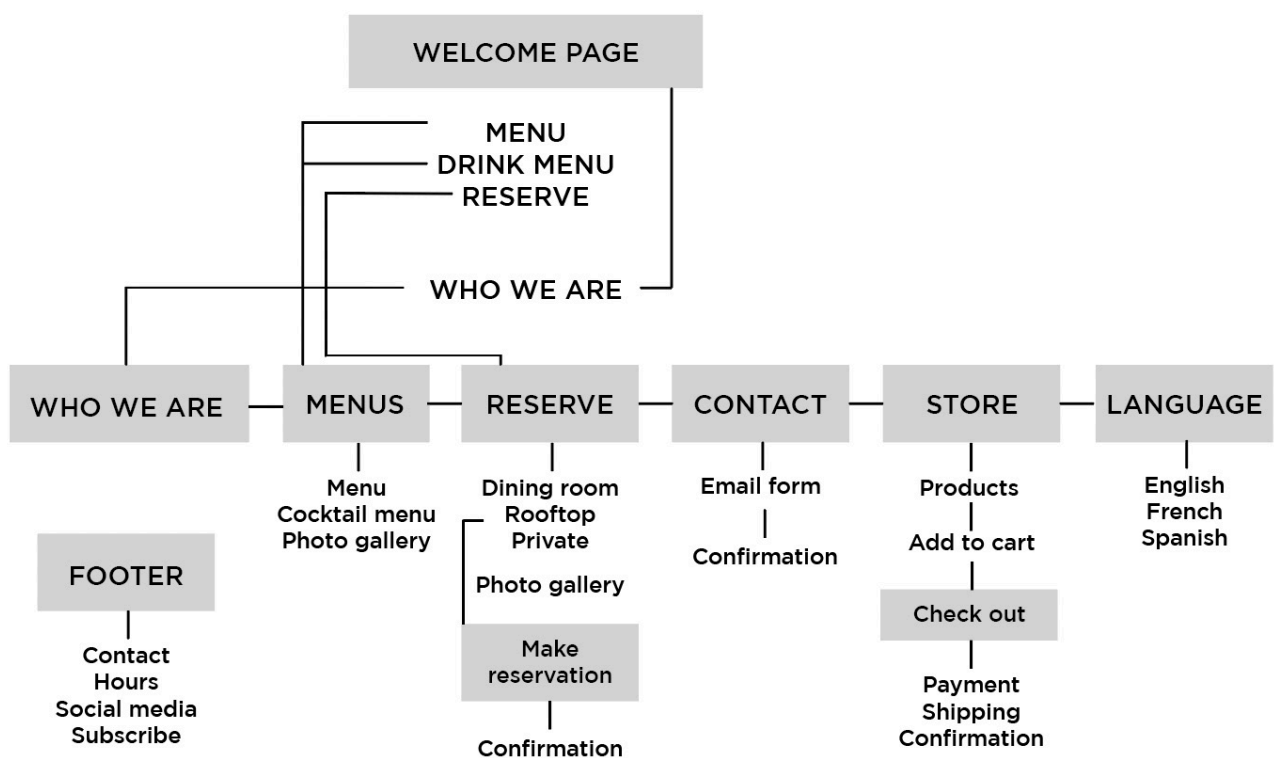 WELCOME PAGE
MENU
DRINK MENU
RESERVE
WHO WE ARE
WHO WE ARE
MENUS
RESERVE
CONTACT
STORE
LANGUAGE
Menu
Cocktail menu
Photo gallery
Dining room
Rooftop
Private
Photo gallery
Make
reservation
Confirmation
Email form
Confirmation
Products
Add to cart
Check out
Payment
Shipping
Confirmation
English
French
Spanish
FOOTER
Contact
Hours
Social media
Subscribe